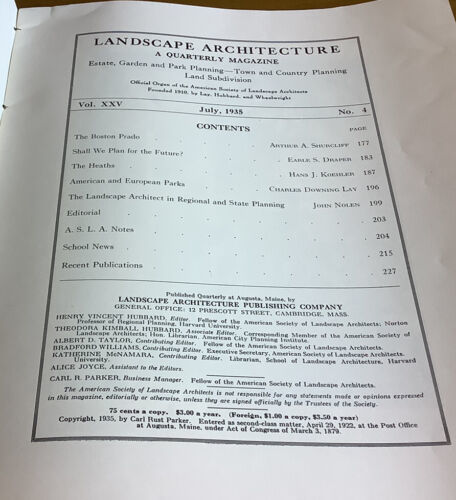 LANDSCAPE ARCHITECTURE
A QUARTERLY MAGAZINE
Estate, Garden and Park Planning—Town and Country Planning
Land Subdivision
Official Organ of the American Society of Landscape Architects
Founded 1910, by Lay, Hubbard, and Wheelwright
Vol. XXV July, 1935 No. 4
CONTENTS
PAGE
The Boston Prado . . . . Arthur A. Shurcliff 177
Shall We Plan for the Future? . . . Earle S. Draper 183
The Heaths . . . . . Hans J. Koehler 187
American and European Parks . . . Charles Downing Lay 196
The Landscape Architect in Regional and State Planning John Nolen 199
Editorial . . . . . . . . 203
A. S. L. A. Notes . . . . . . . 204
School News . . . . . . . 215
Recent Publications . . . . . . . 227
Published Quarterly at Augusta, Maine, by
LANDSCAPE ARCHITECTURE PUBLISHING COMPANY
GENERAL OFFICE: 12 PRESCOTT STREET, CAMBRIDGE, MASS.
HENRY VINCENT HUBBARD, Editor. Fellow of the American Society of Landscape Architects; Norton
Professor of Regional Planning, Harvard University.
THEODORA KIMBALL HUBBARD, Associate Editor. Corresponding Member of the American Society of
Landscape Architects; Hon. Librarian, American City Planning Institute.
ALBERT D. TAYLOR, Contributing Editor. Fellow of the American Society of Landscape Architects.
BRADFORD WILLIAMS, Contributing Editor. Executive Secretary, American Society of Landscape Architects.
KATHERINE McNAMARA, Contributing Editor. Librarian, School of Landscape Architecture, Harvard
University.
ALICE JOYCE, Assistant to the Editors.
CARL R. PARKER, Business Manager. Fellow of the American Society of Landscape Architects.
The American Society of Landscape Architects is not responsible for any statements made or opinions expressed
in this magazine, editorially or otherwise, unless they are signed officially by the Trustees of the Society.
75 cents a copy. $3.00 a year. (Foreign, $1.00 a copy, $3.50 a year)
Copyright, 1935, by Carl Rust Parker. Entered as second-class matter, April 29, 1922, at the Post Office
at Augusta, Maine, under Act of Congress of March 3, 1879.